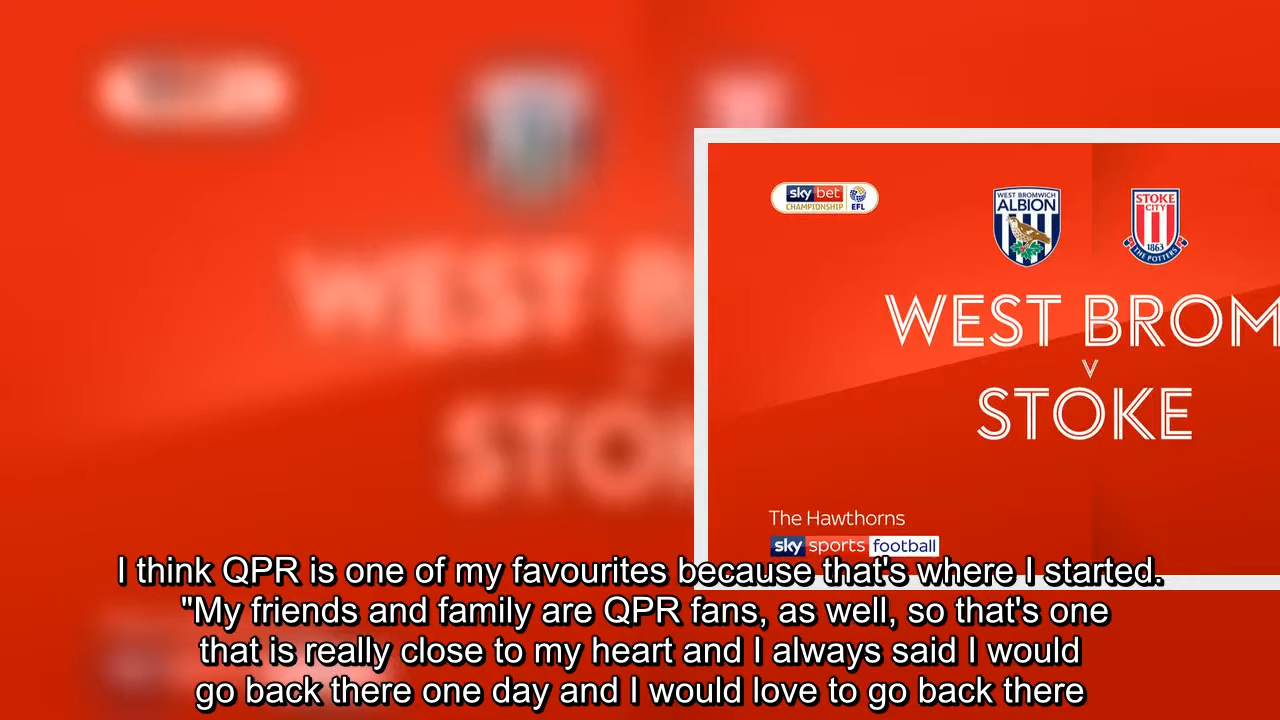 sky bet
CHAMPIONSHIP
EFL
WEST BROMWICH
ALBION
STOKE
CITY
1863
THE POTTERS
WEST BROM
V
STOKE
The Hawthorns
sky sports football
I think QPR is one of my favourites because that's where I started.
"My friends and family are QPR fans, as well, so that's one
that is really close to my heart and I always said I would
go back there one day and I would love to go back there
WEST B
STO